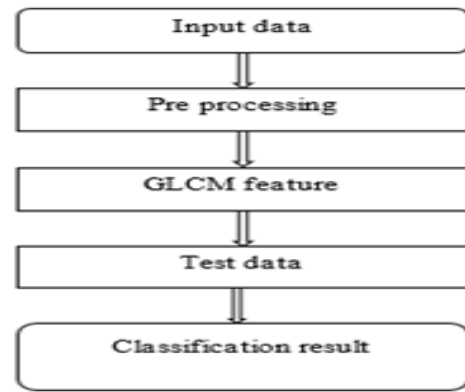 Input data
Pre processing
GLCM feature
Test data
Classification result